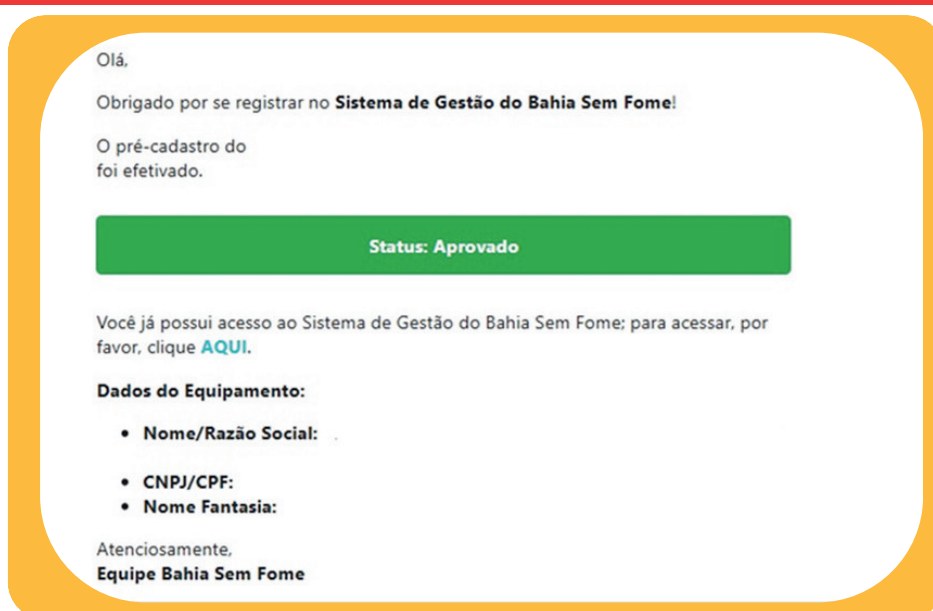 Olá,
Obrigado por se registrar no Sistema de Gestão do Bahia Sem Fome!
O pré-cadastro do
foi efetivado.
Status: Aprovado
Você já possui acesso ao Sistema de Gestão do Bahia Sem Fome; para acessar, por
favor, clique AQUI.
Dados do Equipamento:
• Nome/Razão Social:
• CNPJ/CPF:
• Nome Fantasia:
Atenciosamente,
Equipe Bahia Sem Fome